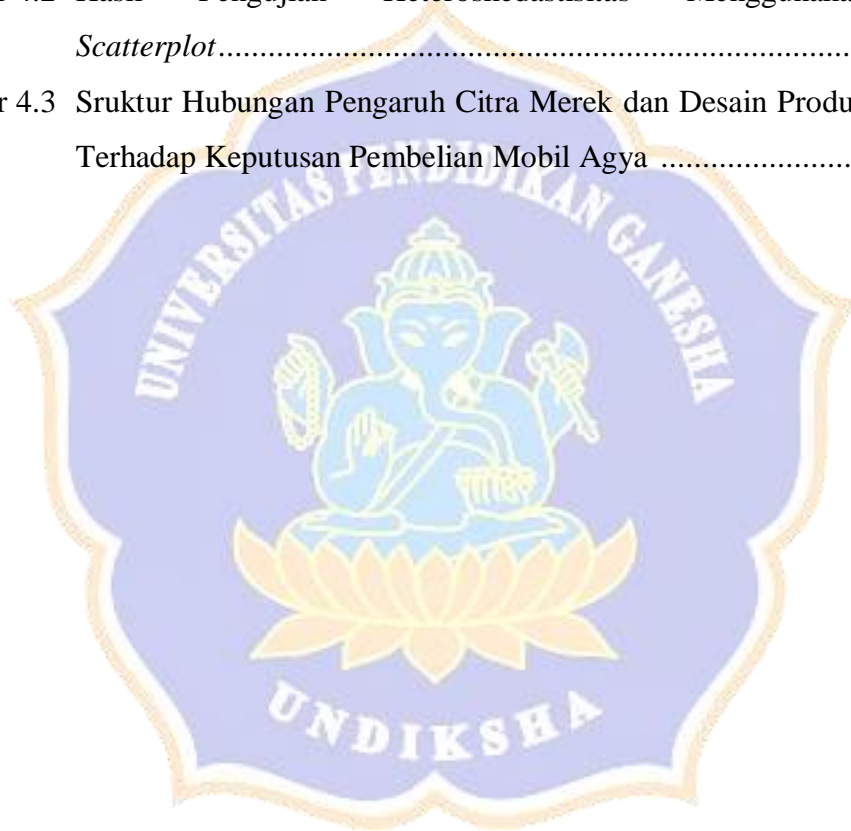 4.2 Hasil Pengujian Heteroskedastisitas
Scatterplot................................................................................
r 4.3 Sruktur Hubungan Pengaruh Citra Merek dan Desain Produ
Terhadap Keputusan Pembelian Mobil Agya .......................
UNIVERSITAS PENDIDIKAN GANESHA
UNDIKSHA